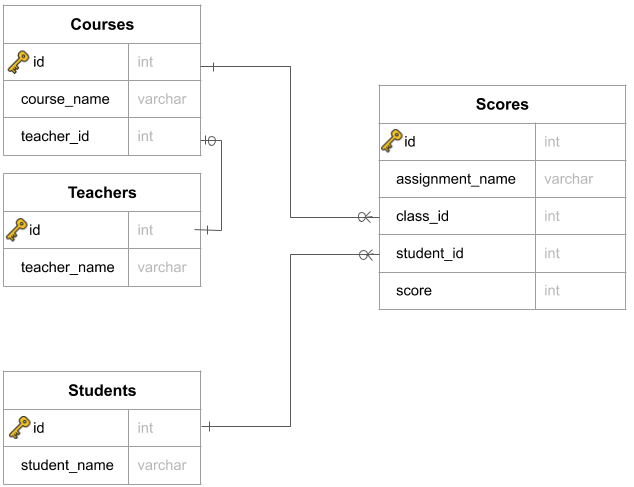 Courses
id int
course_name varchar
teacher_id int
Teachers
id int
teacher_name varchar
Students
id int
student_name varchar
Scores
id int
assignment_name varchar
class_id int
student_id int
score int